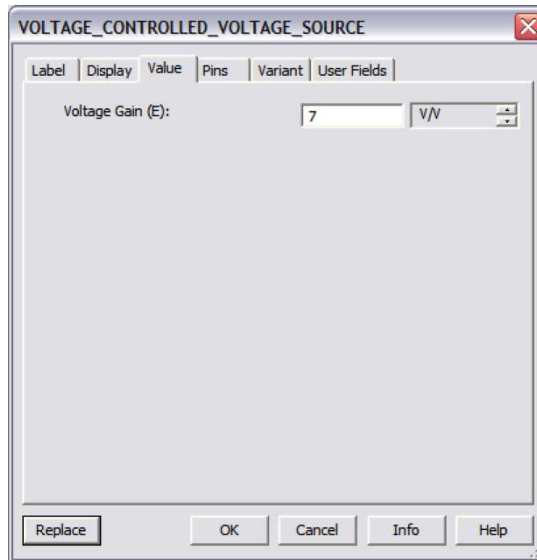 VOLTAGE_CONTROLLED_VOLTAGE_SOURCE
Label Display Value Pins Variant User Fields
Voltage Gain (E): 7 V/V
Replace OK Cancel Info Help